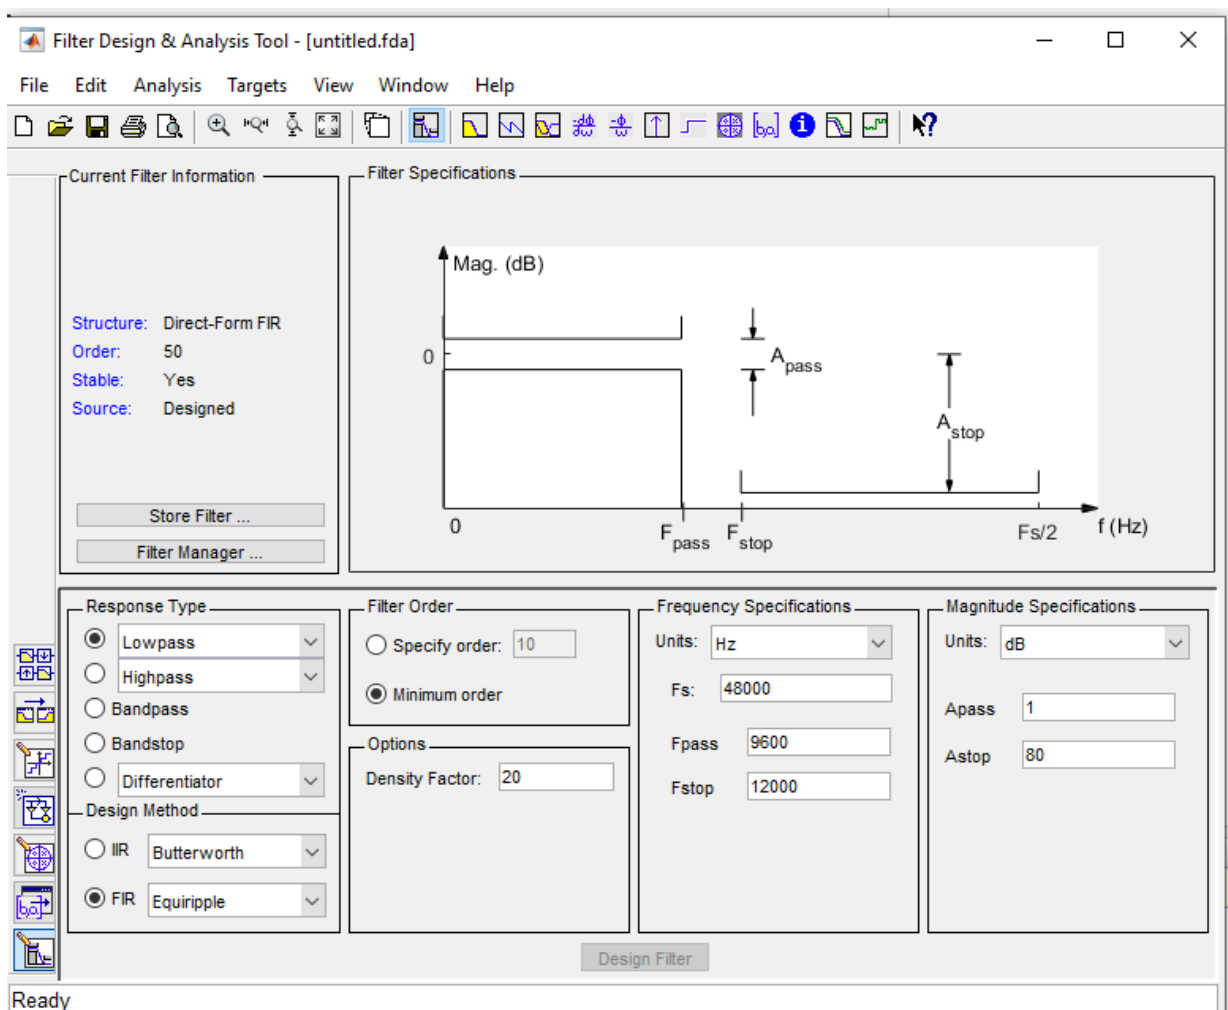 Filter Design & Analysis Tool - [untitled.fda]
File Edit Analysis Targets View Window Help
Current Filter Information
Structure: Direct-Form FIR
Order: 50
Stable: Yes
Source: Designed
Store Filter ...
Filter Manager ...
Filter Specifications
Mag. (dB)
0
Apass
Astop
0
Fpass
Fstop
Fs/2
f (Hz)
Response Type
Lowpass
Highpass
Bandpass
Bandstop
Differentiator
Design Method
IIR Butterworth
FIR Equiripple
Filter Order
Specify order: 10
Minimum order
Options
Density Factor: 20
Frequency Specifications
Units: Hz
Fs: 48000
Fpass 9600
Fstop 12000
Magnitude Specifications
Units: dB
Apass 1
Astop 80
Design Filter
Ready